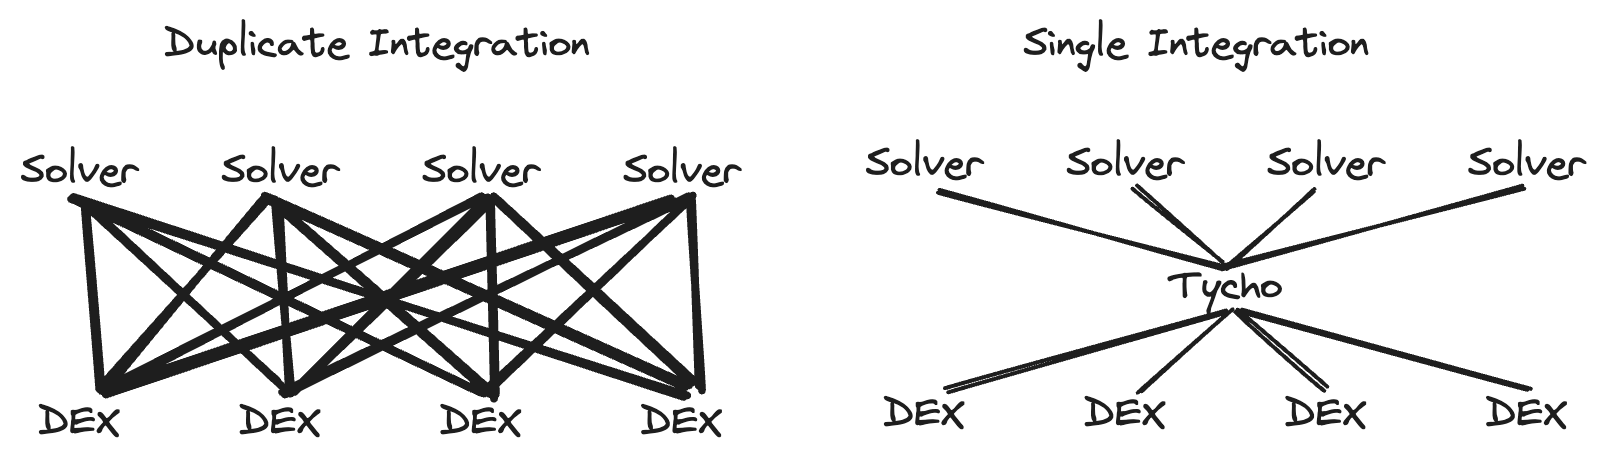 Duplicate Integration
Solver Solver Solver Solver
DEX DEX DEX DEX
Single Integration
Solver Solver Solver Solver
Tycho
DEX DEX DEX DEX